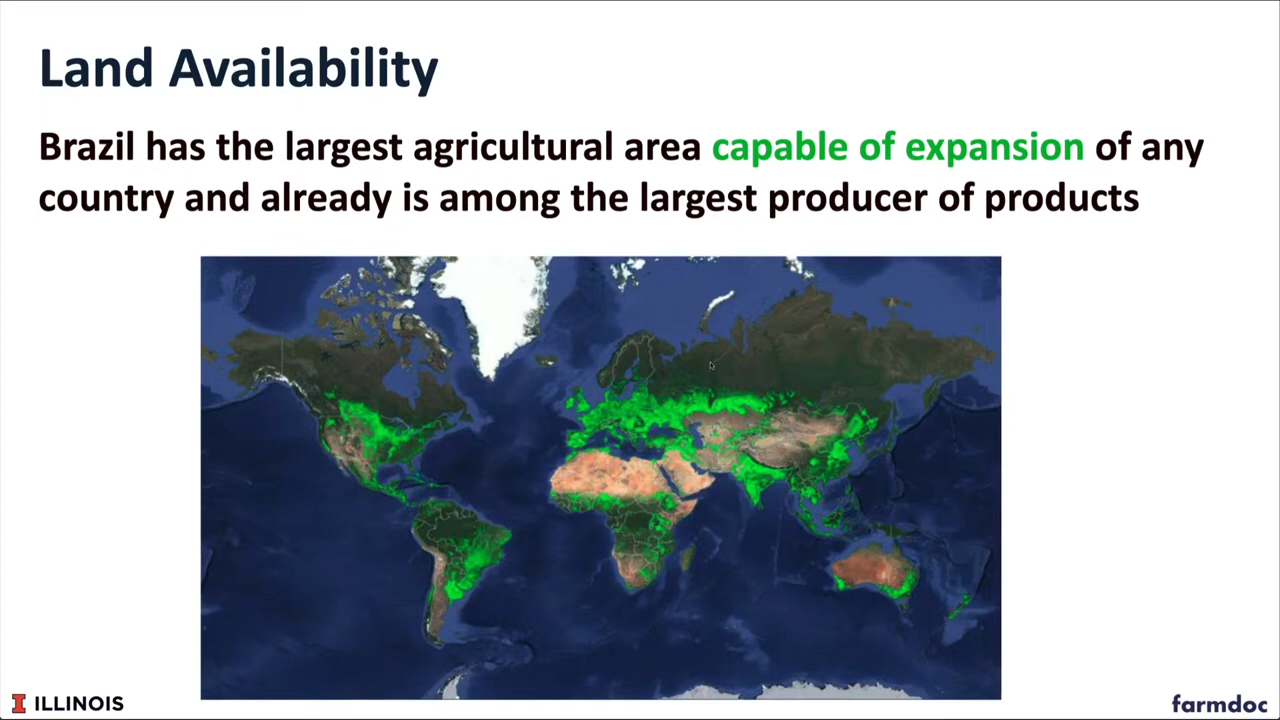 Land Availability
Brazil has the largest agricultural area capable of expansion of any
country and already is among the largest producer of products
I ILLINOIS
farmdoc